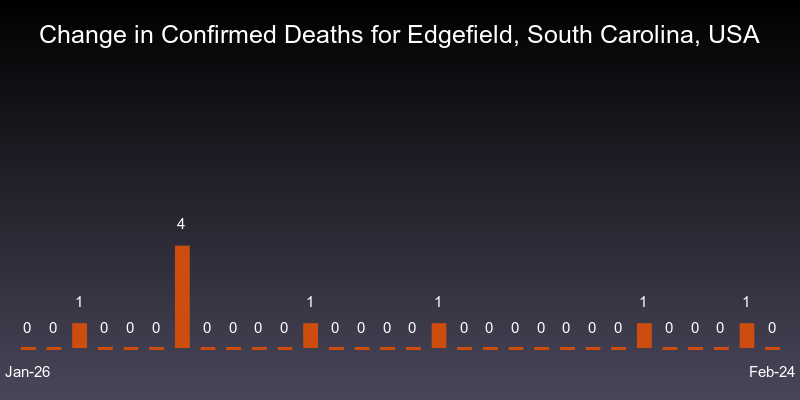 Change in Confirmed Deaths for Edgefield, South Carolina, USA
4
1 1 1 1 1
0 0 0 0 0 0 0 0 0 0 0 0 0 0 0 0 0 0 0 0 0 0 0 0
Jan-26 Feb-24